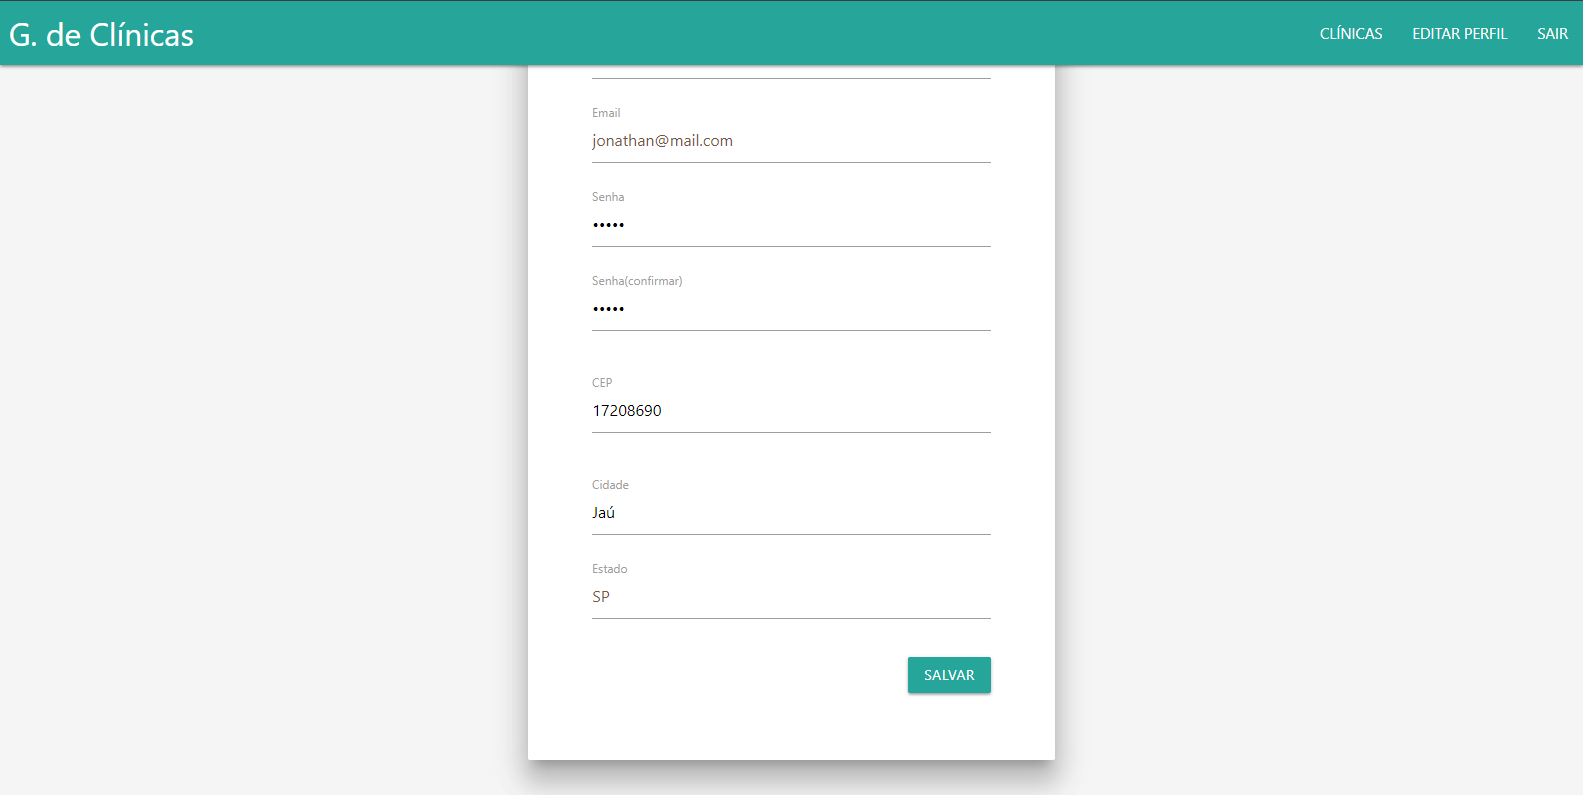 G. de Clínicas
CLÍNICAS EDITAR PERFIL SAIR
Email
jonathan@mail.com
Senha
•••••
Senha(confirmar)
•••••
CEP
17208690
Cidade
Jaú
Estado
SP
SALVAR